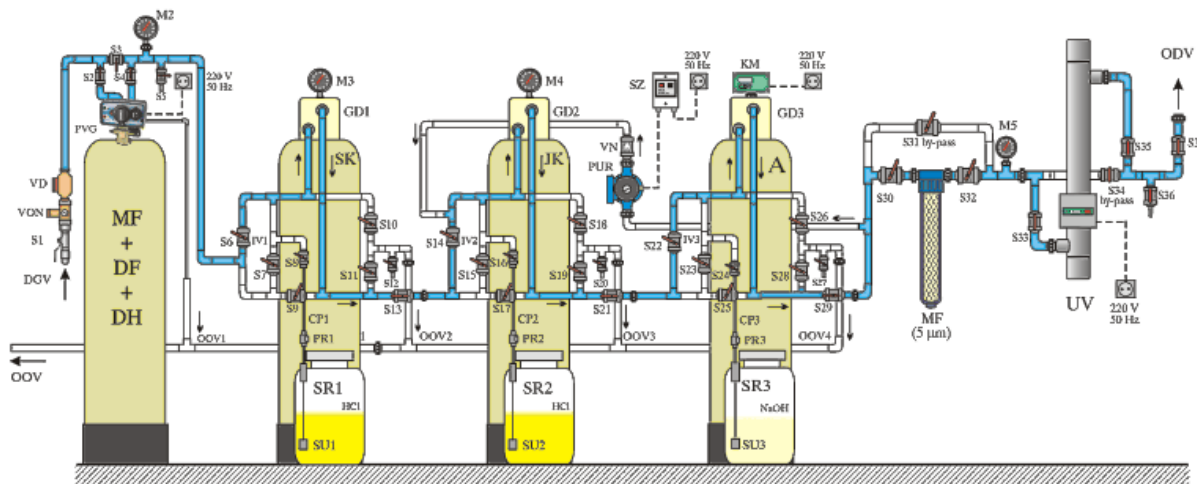 M2
S3
S2
S4
S5
220 V
50 Hz
PVG
VD
VON
S1
DGV
MF
+
DF
+
DH
OOV
OOV1
M3
GD1
SK
S6
IV1
S7
S8
S9
S10
S11
S12
S13
CP1
PR1
SR1
HCl
SU1
OOV2
M4
GD2
JK
S14
IV2
S15
S16
S17
S18
S19
S20
S21
CP2
PR2
SR2
HCl
SU2
OOV3
VN
PUR
SZ
220 V
50 Hz
KM
220 V
50 Hz
GD3
A
S22
IV3
S23
S24
S25
S26
S27
S28
S29
CP3
PR3
SR3
NaOH
SU3
OOV4
S31 by-pass
S30
S32
MF
(5 µm)
M5
S33
S34
by-pass
S35
S36
UV
220 V
50 Hz
ODV